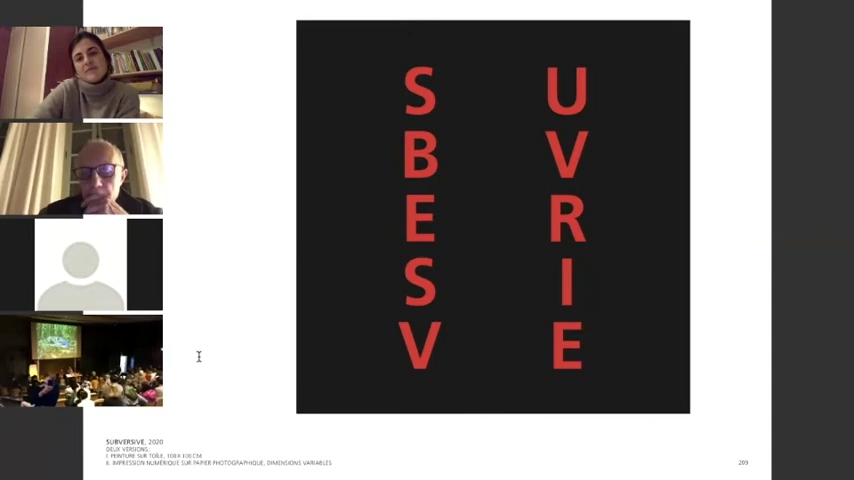 S U
B V
E R
S I
V E
SUBVERSIVE, 2020
DEUX VERSIONS:
I. PEINTURE SUR TOILE, 100 X 100 CM
II. IMPRESSION NUMÉRIQUE SUR PAPIER PHOTOGRAPHIQUE, DIMENSIONS VARIABLES
209